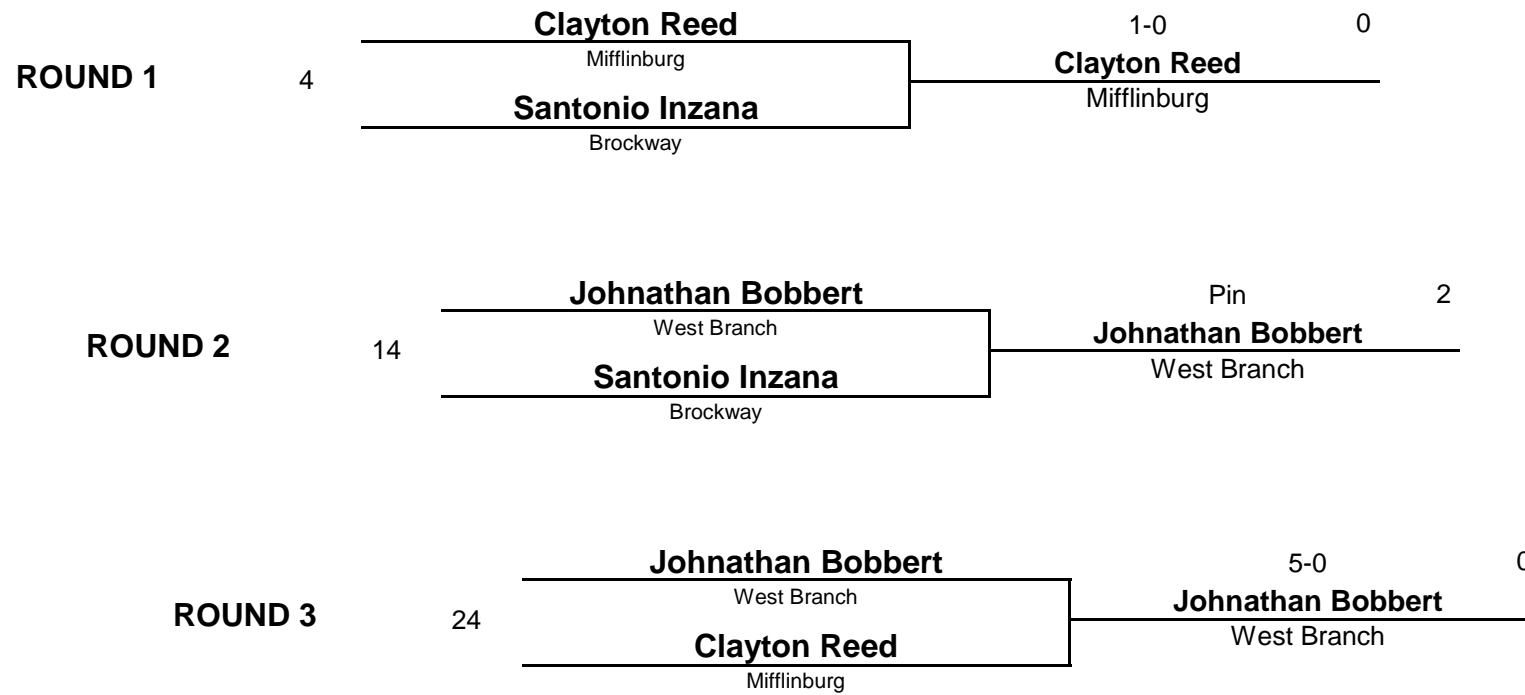 Clayton Reed 1-0 0
Mifflinburg Clayton Reed
ROUND 1 4 Mifflinburg
Santonio Inzana
Brockway
Johnathan Bobbert Pin 2
West Branch Johnathan Bobbert
ROUND 2 14 West Branch
Santonio Inzana
Brockway
Johnathan Bobbert 5-0 0
West Branch Johnathan Bobbert
ROUND 3 24 West Branch
Clayton Reed
Mifflinburg